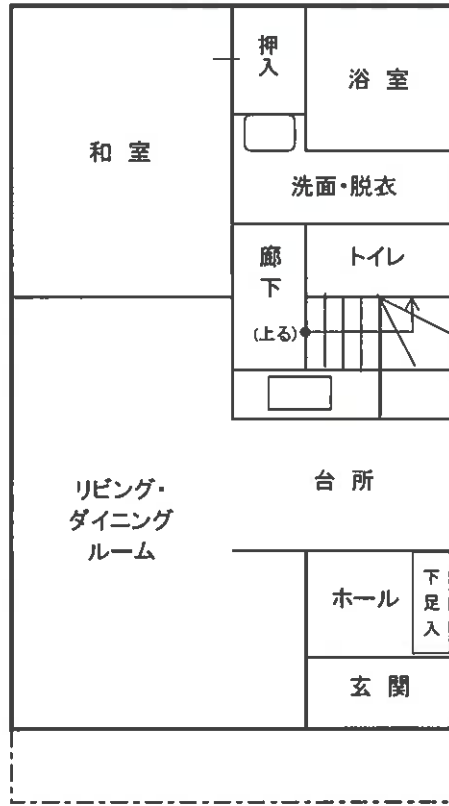 押
入
浴 室
和 室
洗面・脱衣
廊
下
トイレ
(上る)
リビング・
ダイニング
ルーム
台 所
ホール
下
足
入
玄 関